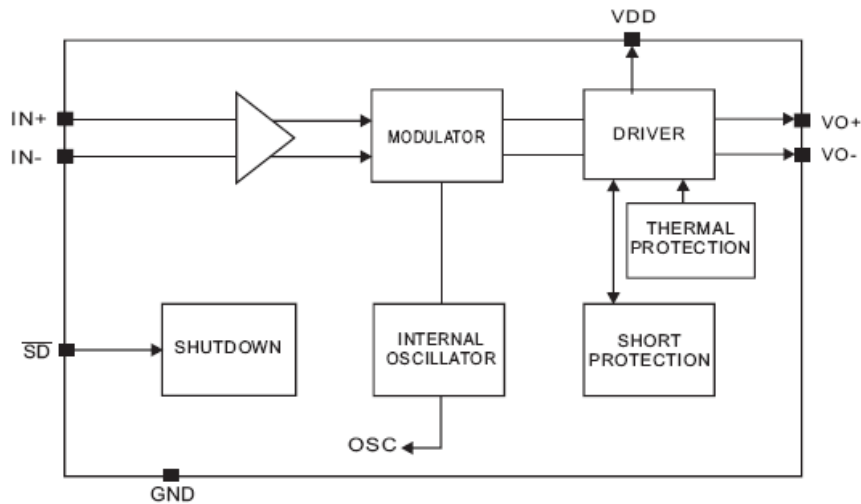 VDD
IN+
IN-
MODULATOR
DRIVER
VO+
VO-
THERMAL
PROTECTION
SD
SHUTDOWN
INTERNAL
OSCILLATOR
SHORT
PROTECTION
OSC
GND